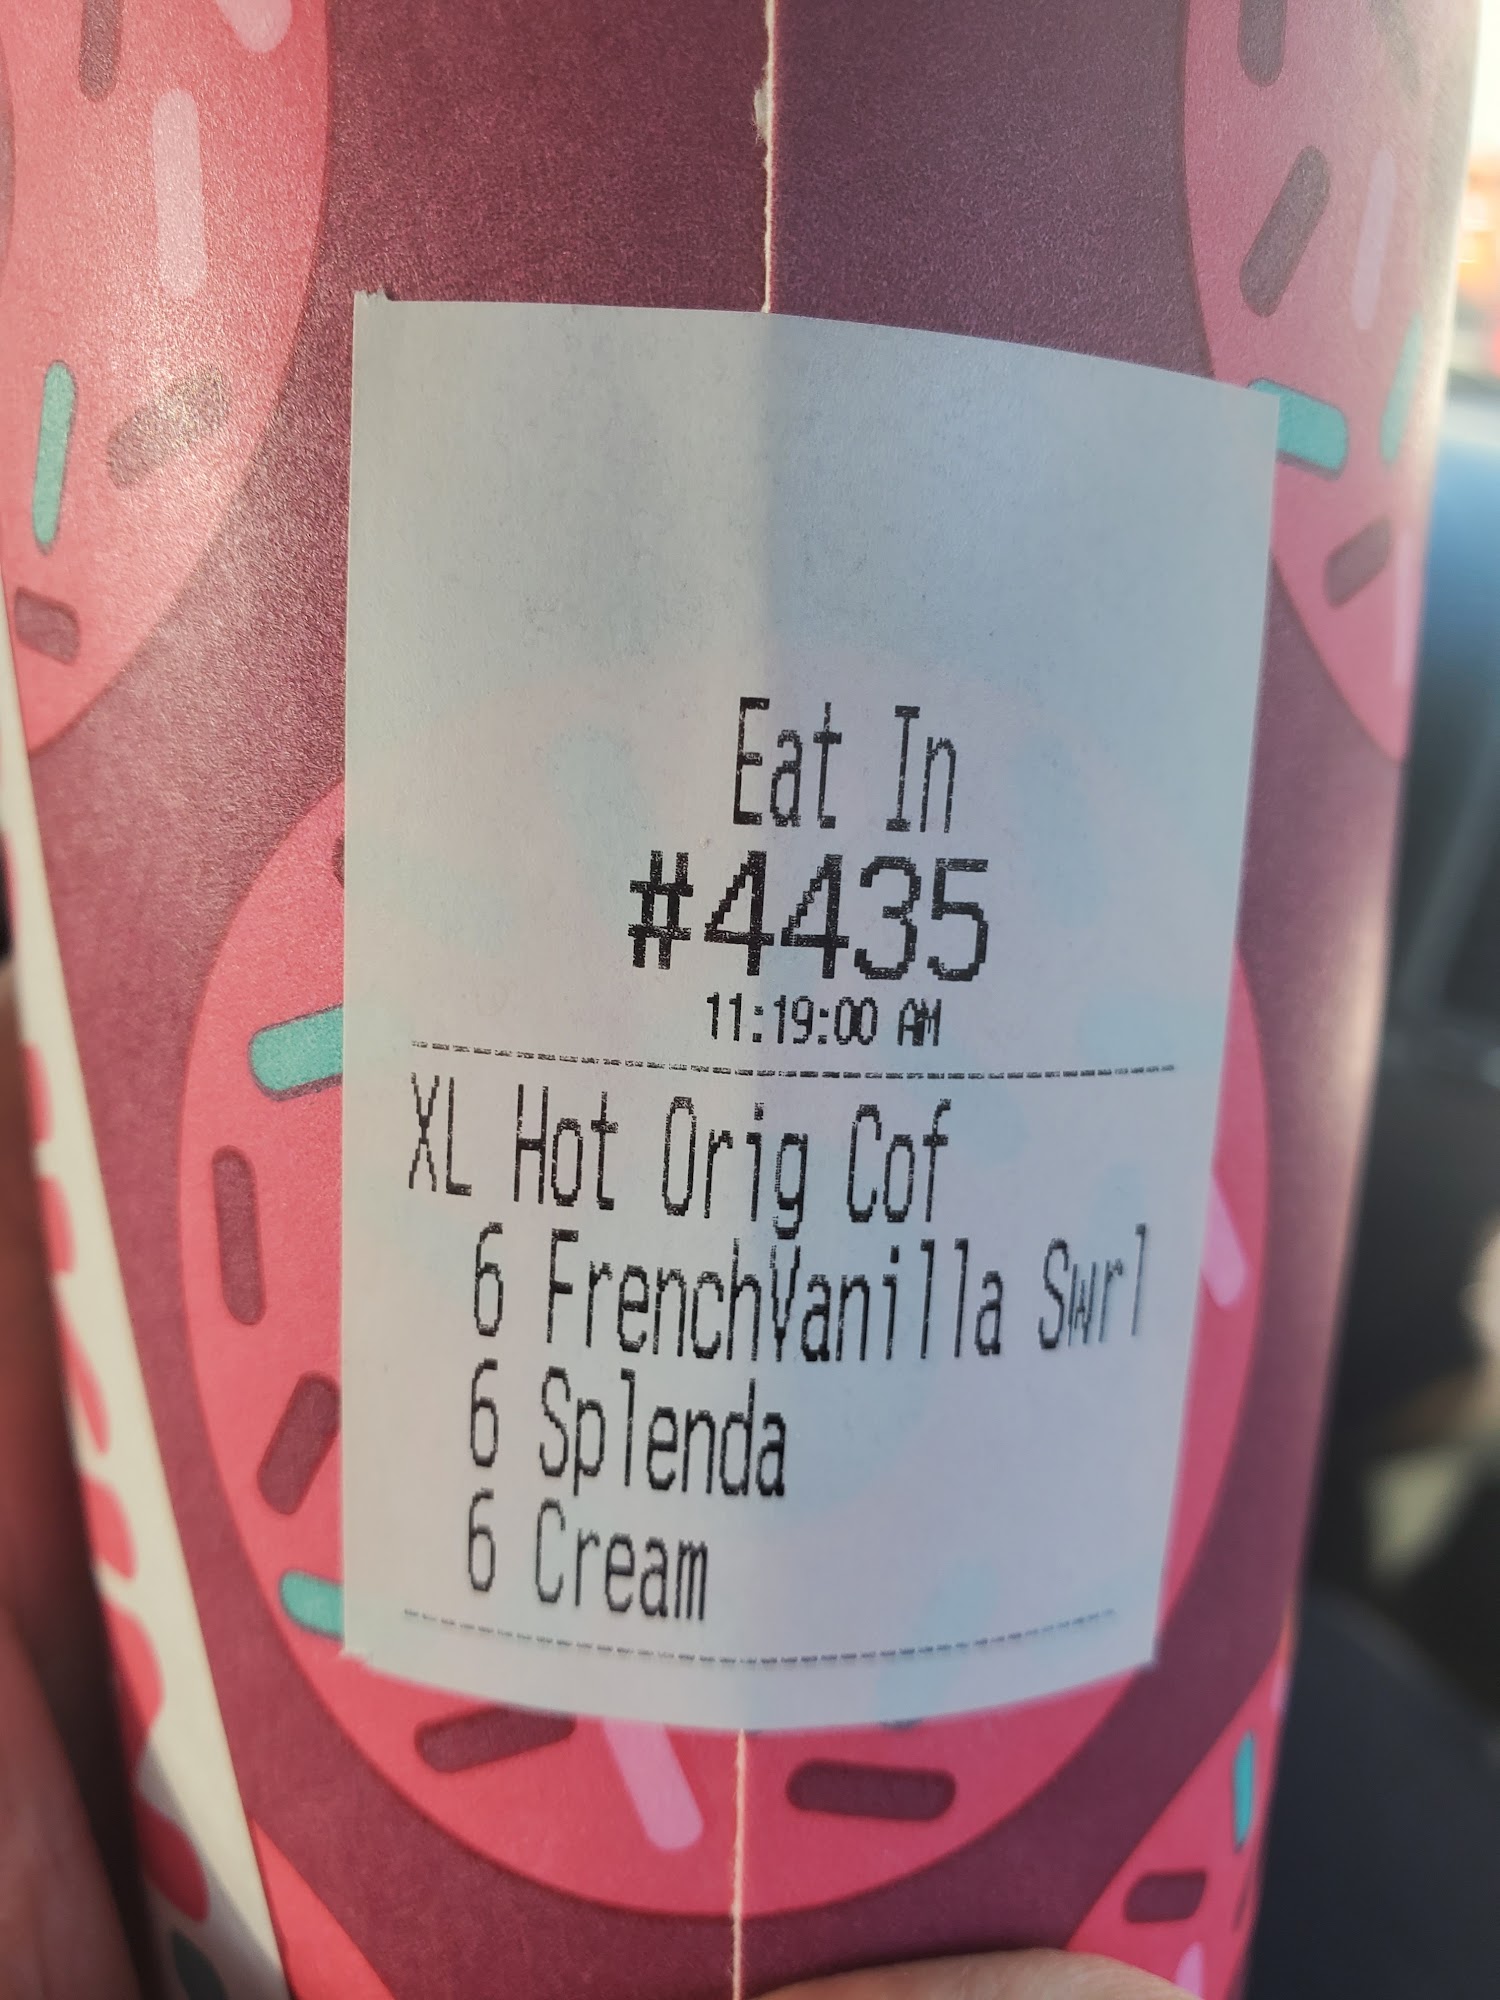 Eat In
#4435
11:19:00 AM
XL Hot Orig Cof
6 FrenchVanilla Swrl
6 Splenda
6 Cream